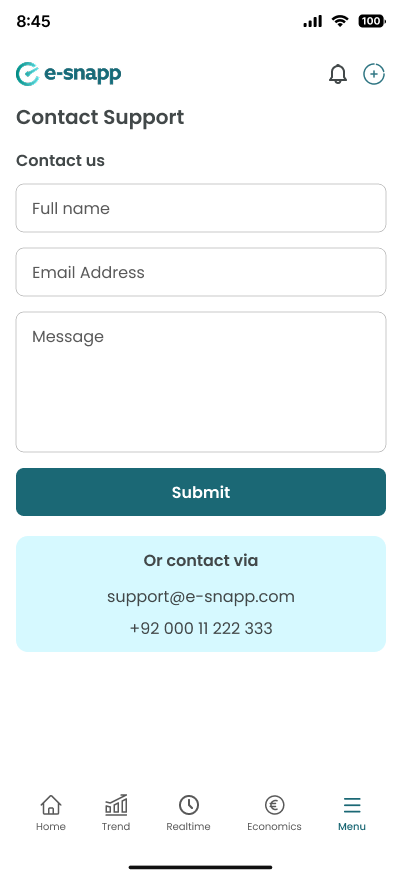 8:45
100
e-snapp
Contact Support
Contact us
Full name
Email Address
Message
Submit
Or contact via
support@e-snapp.com
+92 000 11 222 333
Home
Trend
Realtime
Economics
Menu